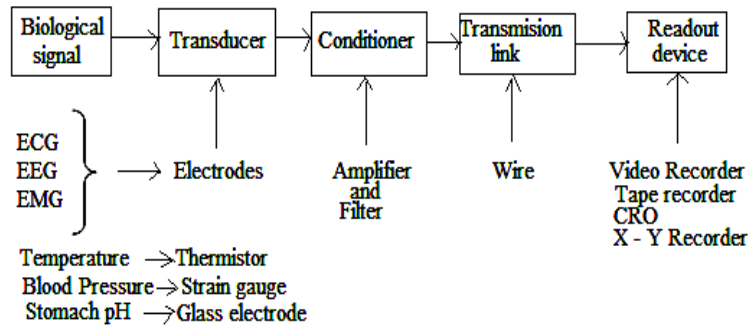 Biological
signal
Transducer
Conditioner
Transmision
link
Readout
device
ECG
EEG
EMG
Electrodes
Amplifier
and
Filter
Wire
Video Recorder
Tape recorder
CRO
X - Y Recorder
Temperature
Thermistor
Blood Pressure
Strain gauge
Stomach pH
Glass electrode